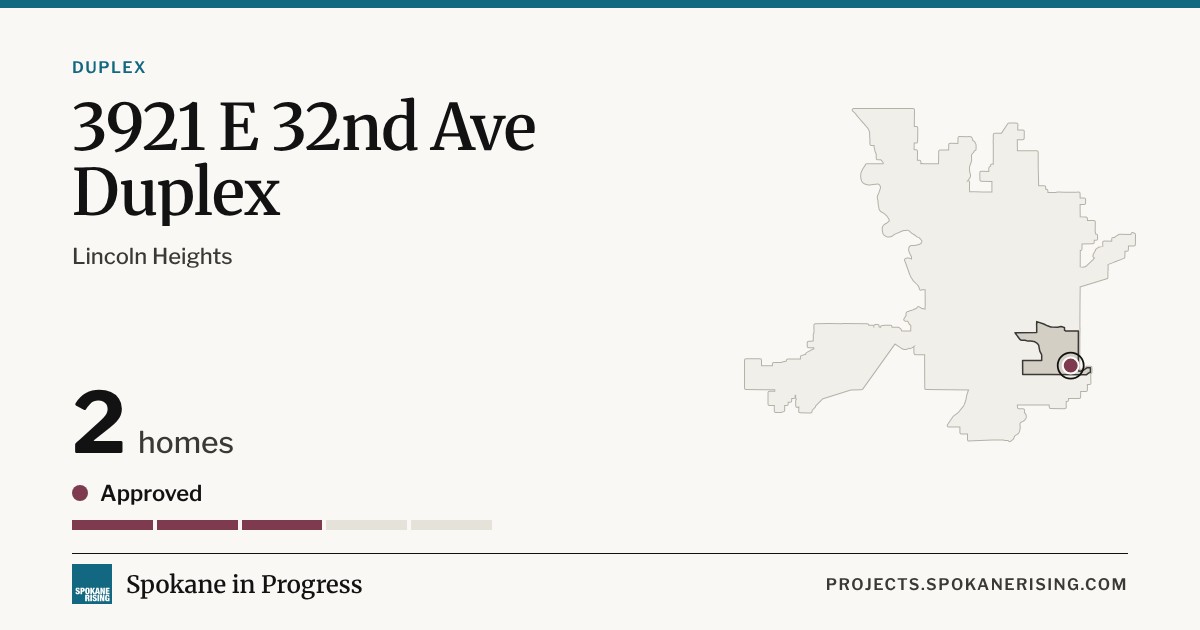 DUPLEX
3921 E 32nd Ave
Duplex
Lincoln Heights
2 homes
Approved
SPOKANE
RISING
Spokane in Progress
PROJECTS.SPOKANERISING.COM